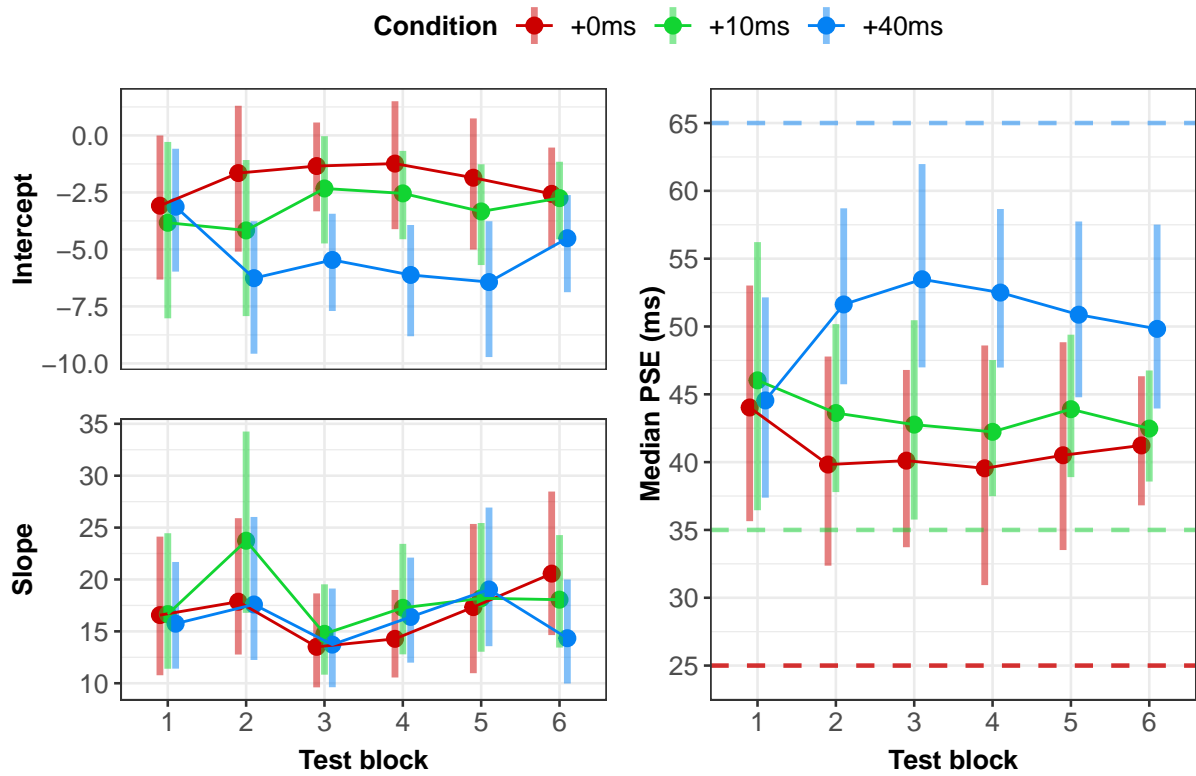 Condition +0ms +10ms +40ms
Intercept
0.0
−2.5
−5.0
−7.5
−10.0
Slope
35
30
25
20
15
10
1 2 3 4 5 6
Test block
Median PSE (ms)
65
60
55
50
45
40
35
30
25
1 2 3 4 5 6
Test block